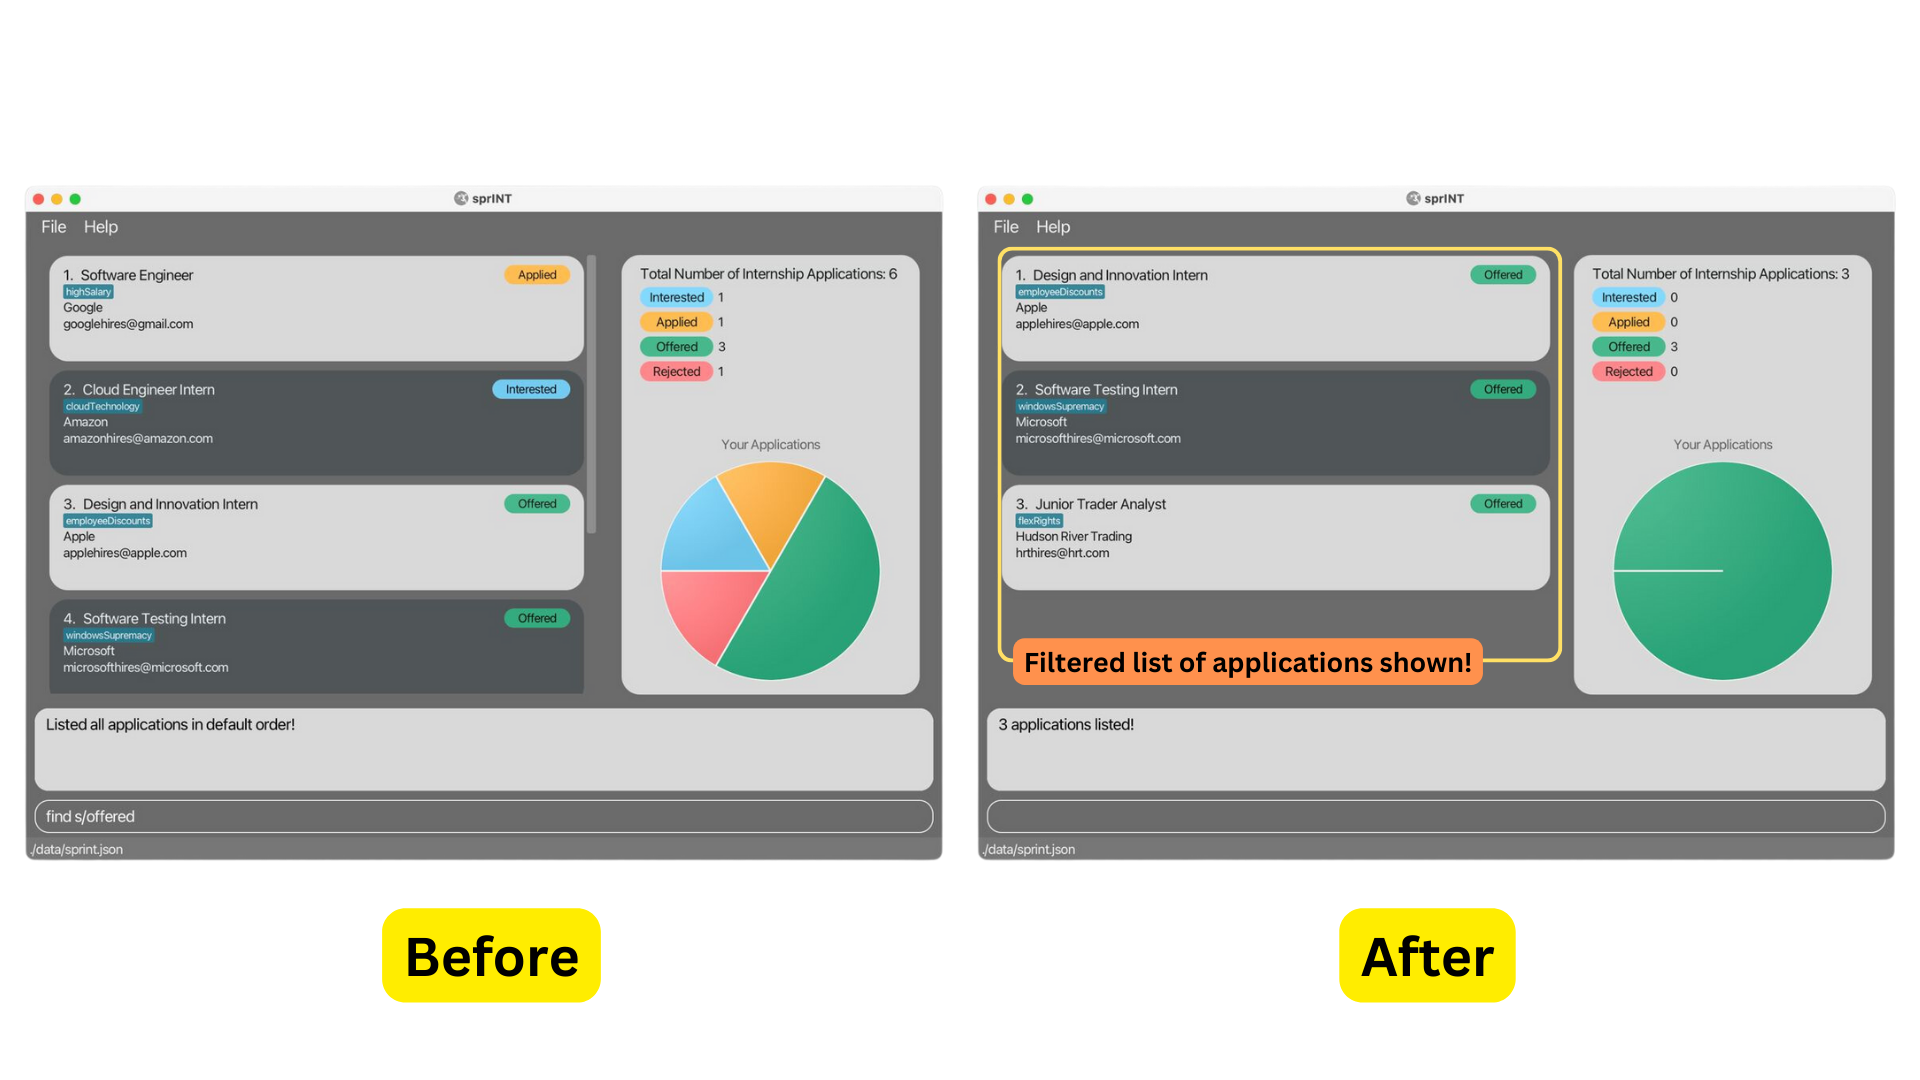 sprINT
File Help
1. Software Engineer
Applied
highSalary
Google
googlehires@gmail.com
2. Cloud Engineer Intern
Interested
cloudTechnology
Amazon
amazonhires@amazon.com
3. Design and Innovation Intern
Offered
employeeDiscounts
Apple
applehires@apple.com
4. Software Testing Intern
Offered
windowsSupremacy
Microsoft
microsofthires@microsoft.com
Total Number of Internship Applications: 6
Interested 1
Applied 1
Offered 3
Rejected 1
Your Applications
Listed all applications in default order!
find s/offered
./data/sprint.json
Before
sprINT
File Help
1. Design and Innovation Intern
Offered
employeeDiscounts
Apple
applehires@apple.com
2. Software Testing Intern
Offered
windowsSupremacy
Microsoft
microsofthires@microsoft.com
3. Junior Trader Analyst
Offered
flexRights
Hudson River Trading
hrthires@hrt.com
Filtered list of applications shown!
Total Number of Internship Applications: 3
Interested 0
Applied 0
Offered 3
Rejected 0
Your Applications
3 applications listed!
./data/sprint.json
After